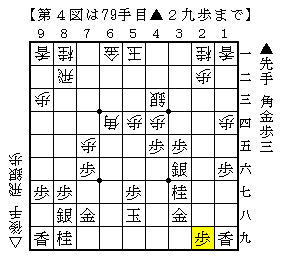 【第４図は79手目▲２九歩まで】
９ ８ ７ ６ ５ ４ ３ ２ １
香 桂 金 王 桂 香 一
飛 歩 二
歩 銀 三
角 歩 歩 歩 四
歩 歩 歩 五
歩 銀 歩 六
歩 歩 歩 桂 七
銀 金 玉 金 八
香 桂 歩 香 九
▲先手 角金歩三
△後手 飛銀歩